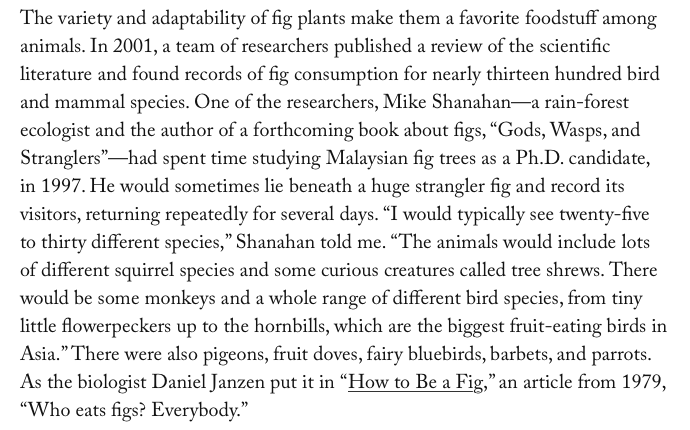 The variety and adaptability of fig plants make them a favorite foodstuff among
animals. In 2001, a team of researchers published a review of the scientific
literature and found records of fig consumption for nearly thirteen hundred bird
and mammal species. One of the researchers, Mike Shanahan—a rain-forest
ecologist and the author of a forthcoming book about figs, “Gods, Wasps, and
Stranglers”—had spent time studying Malaysian fig trees as a Ph.D. candidate,
in 1997. He would sometimes lie beneath a huge strangler fig and record its
visitors, returning repeatedly for several days. “I would typically see twenty-five
to thirty different species,” Shanahan told me. “The animals would include lots
of different squirrel species and some curious creatures called tree shrews. There
would be some monkeys and a whole range of different bird species, from tiny
little flowerpeckers up to the hornbills, which are the biggest fruit-eating birds in
Asia.” There were also pigeons, fruit doves, fairy bluebirds, barbets, and parrots.
As the biologist Daniel Janzen put it in “How to Be a Fig,” an article from 1979,
“Who eats figs? Everybody.”